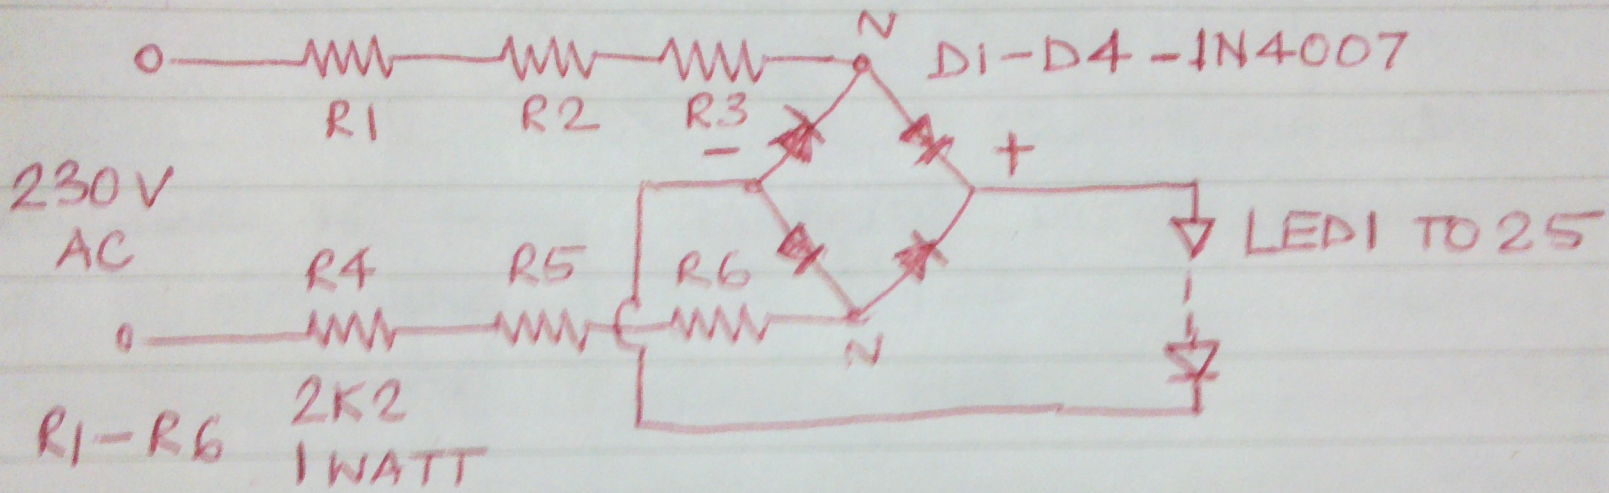 N
D1-D4-1N4007
R1 R2 R3
- +
230V
AC
LED1 TO 25
R4 R5 R6
N
R1-R6 2K2
1 WATT